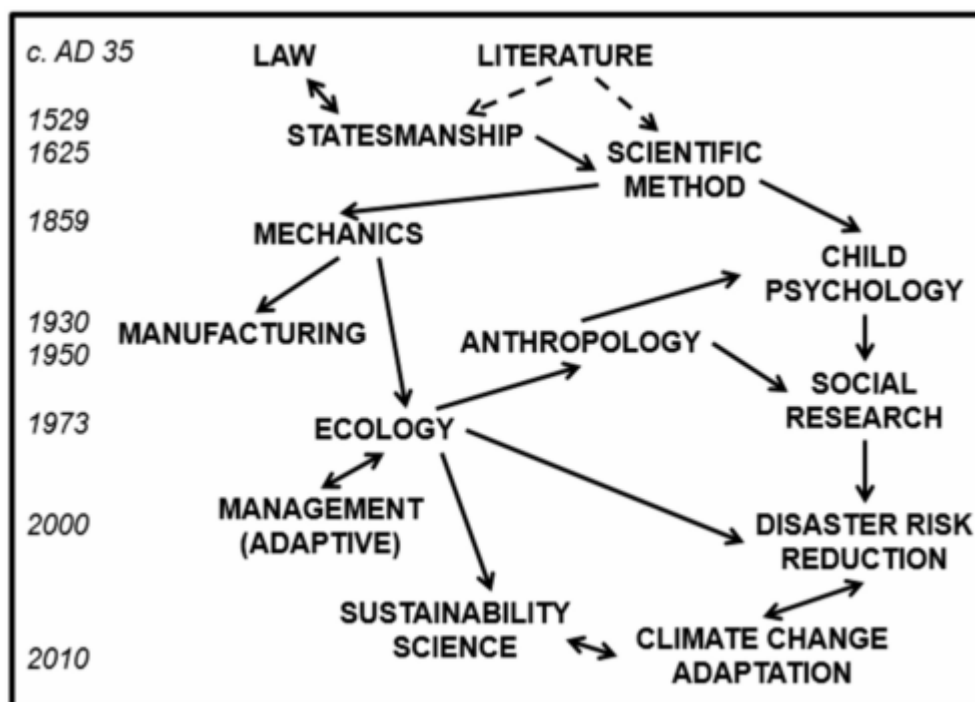 c. AD 35
LAW
LITERATURE
1529
STATESMANSHIP
1625
SCIENTIFIC
METHOD
1859
MECHANICS
CHILD
PSYCHOLOGY
1930
MANUFACTURING
ANTHROPOLOGY
1950
SOCIAL
RESEARCH
1973
ECOLOGY
MANAGEMENT
(ADAPTIVE)
2000
DISASTER RISK
REDUCTION
SUSTAINABILITY
SCIENCE
CLIMATE CHANGE
ADAPTATION
2010